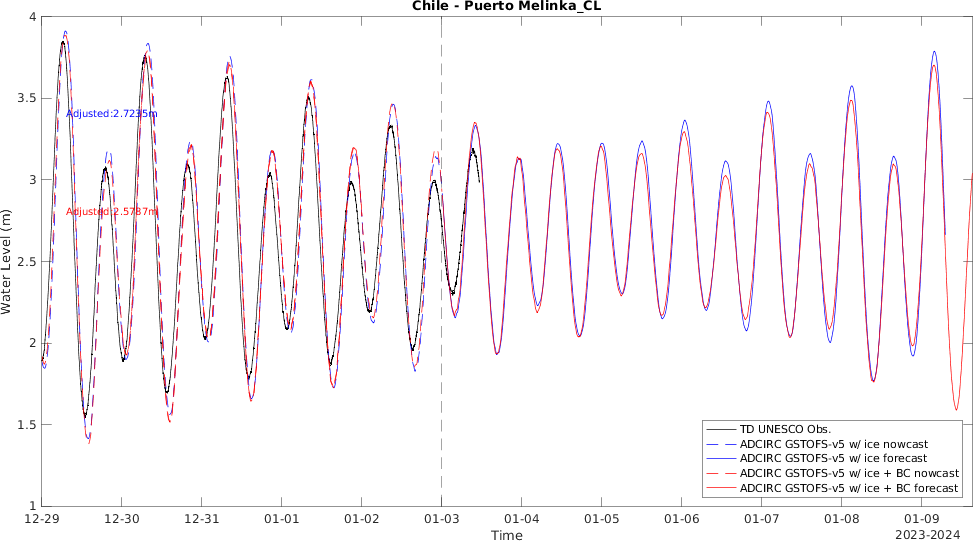 Chile - Puerto Melinka_CL
4
3.5
3
2.5
2
1.5
1
Water Level (m)
Adjusted:2.7235m
Adjusted:2.5787m
TD UNESCO Obs.
ADCIRC GSTOFS-v5 w/ ice nowcast
ADCIRC GSTOFS-v5 w/ ice forecast
ADCIRC GSTOFS-v5 w/ ice + BC nowcast
ADCIRC GSTOFS-v5 w/ ice + BC forecast
12-29 12-30 12-31 01-01 01-02 01-03 01-04 01-05 01-06 01-07 01-08 01-09
Time
2023-2024